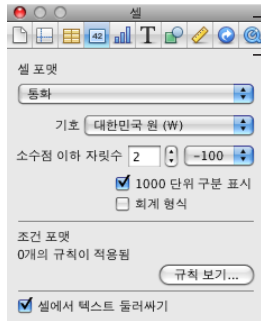 셀
42
T
셀 포맷
통화
기호 대한민국 원 (₩)
소수점 이하 자릿수 2 -100
1000 단위 구분 표시
회계 형식
조건 포맷
0개의 규칙이 적용됨
규칙 보기...
셀에서 텍스트 둘러싸기